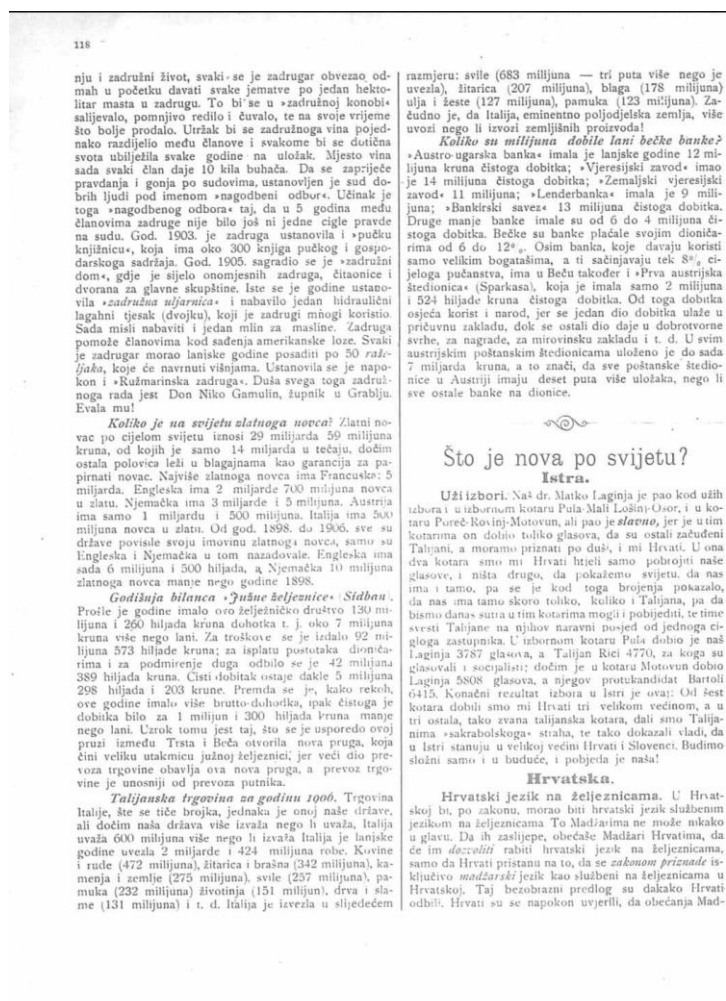 118
nju i zadružni život, svaki se je zadrugar obvezao od-
mah u početku davati svake jematve po jedan hekto-
litar masta u zadrugu. To bi se u »zadružnoj konobi«
salijevalo, pomnjivo redilo i čuvalo, te na svoje vrijeme
što bolje prodalo. Utržak bi se zadrugnoga vina pojed-
nako razdijelio među članove i svakome bi se dotična
svota ubilježila svake godine na uložak. Mjesto vina
sada svaki član daje 10 kila buhača. Da se zapriječe
pravdanja i gonja po sudovima, ustanovljen je sud do-
brih ljudi pod imenom »nagodbeni odbor«. Učinak je
toga »nagodbenog odbora« taj, da u 5 godina među
članovima zadruge nije bilo još ni jedne cigle pravde
na sudu. God. 1903. je zadruga ustanovila i »pučku
knjižnicu«, koja ima oko 300 knjiga pučkog i gospo-
darskoga sadržaja. God. 1905. sagradio se je »zadružni
dom«, gdje je sijelo onomjesnih zadruga, čitaonice i
dvorana za glavne skupštine. Iste se je godine ustano-
vila »zadružna uljarnica« i nabavilo jedan hidraulični
lagahni tjesak (dvojku), koji je zadrugi mnogi koristio.
Sada misli nabaviti i jedan mlin za masline. Zadruga
pomože članovima kod sađenja amerikanske loze. Svaki
je zadrugar morao lanjske godine posaditi po 50 raše-
ljaka, koje će navrnuti višnjama. Ustanovila se je napo-
kon i »Ružmarinska zadruga«. Duša svega toga zadruž-
noga rada jest Don Niko Gamulin, župnik u Grablju.
Evala mu!
Koliko je na svijetu zlatnoga novca? Zlatni no-
vac po cijelom svijetu iznosi 29 milijarda 59 milijuna
kruna, od kojih je samo 14 miljarda u tečaju, dočim
ostala polovica leži u blagajnama kao garancija za pa-
pirnati novac. Najviše zlatnoga novca ima Francuska: 5
miljarda. Engleska ima 2 miljarde 700 milijuna novca
u zlatu. Njemačka ima 3 miljarde i 5 milijuna. Austrija
ima samo 1 miljardu i 500 milijuna. Italija ima 500
milijuna novca u zlatu. Od god. 1898. do 1906. sve su
države povisile svoju imovinu zlatnoga novca, samo su
Engleska i Njemačka u tom nazadovale. Engleska ima
sada 6 milijuna i 500 hiljada, a Njemačka 10 milijuna
zlatnoga novca manje nego godine 1898.
Godišnja bilanca »Južne željeznice« (Sidban).
Prošle je godine imalo ovo željezničko društvo 130 mi-
lijuna i 260 hiljada kruna dohotka t. j. oko 7 milijuna
kruna više nego lani. Za troškove se je izdalo 92 mi-
lijuna 573 hiljade kruna; za isplatu postotaka dioniča-
rima i za podmirenje duga odbilo se je 42 milijuna
389 hiljada kruna. Čisti dobitak ostaje dakle 5 milijuna
298 hiljada i 203 krune. Premda se je, kako rekoh,
ove godine imalo više brutto-dohodka, ipak čistoga je
dobitka bilo za 1 milijun i 300 hiljada kruna manje
nego lani. Uzrok tomu jest taj, što se je usporedo ovoj
pruzi između Trsta i Beča otvorila nova pruga, koja
čini veliku utakmicu južnoj željeznici, jer veći dio pre-
voza trgovine obavlja ova nova pruga, a prevoz trgo-
vine je unosniji od prevoza putnika.
Talijanska trgovina za godinu 1906. Trgovina
Italije, šte se tiče brojka, jednaka je onoj naše države,
ali dočim naša država više izvaža nego li uvaža, Italija
uvaža 600 milijuna više nego li izvaža Italija je lanjske
godine uvezla 2 miljarde i 424 milijuna robe. Kovine
i rude (472 milijuna), žitarica i brašna (342 milijuna), ka-
menja i zemlje (275 milijuna), svile (257 milijuna), pa-
muka (232 milijuna) životinja (151 milijun), drva i sla-
me (131 milijuna) i t. d. Italija je izvezla u slijedećem
razmjeru: svile (683 milijuna — tri puta više nego je
uvezla), žitarica (207 milijuna), blaga (178 milijuna)
ulja i žeste (127 milijuna), pamuka (123 milijuna). Za-
čudno je, da Italija, eminentno poljodjelska zemlja, više
uvozi nego li izvozi zemljišnih proizvoda!
Koliko su milijuna dobile lani bečke banke?
»Austro-ugarska banka« imala je lanjske godine 12 mi-
lijuna kruna čistoga dobitka; »Vjeresijski zavod« imao
je 14 milijuna čistoga dobitka; »Zemaljski vjeresijski
zavod« 11 milijuna; »Lenderbanka« imala je 9 mili-
juna; »Bankirski savez« 13 milijuna čistoga dobitka.
Druge manje banke imale su od 6 do 4 milijuna či-
stoga dobitka. Bečke su banke plaćale svojim dioniča-
rima od 6 do 12%. Osim banka, koje davaju koristi
samo velikim bogatašima, a ti sačinjavaju tek 8% ci-
jeloga pučanstva, ima u Beču također i »Prva austrijska
štedionica« (Sparkasa), koja je imala samo 2 milijuna
i 524 hiljade kruna čistoga dobitka. Od toga dobitka
osjeća korist i narod, jer se jedan dio dobitka ulaže u
pričuvnu zakladu, dok se ostali dio daje u dobrotvorne
svrhe, za nagrade, za mirovinsku zakladu i t. d. U svim
austrijskim poštanskim štedionicama uloženo je do sada
7 miljarda kruna, a to znači, da sve poštanske štedio-
nice u Austriji imaju deset puta više uložaka, nego li
sve ostale banke na dionice.
Što je nova po svijetu?
Istra.
Uži izbori. Naš dr. Matko Laginja je pao kod užih
izbora i u izbornom kotaru Pula-Mali Lošinj-Osor, i u ko-
taru Poreč-Rovinj-Motovun, ali pao je slavno, jer je u tim
kotarima on dobio toliko glasova, da su ostali začuđeni
Talijani, a moramo priznati po duši, i mi Hrvati. U ona
dva kotara smo mi Hrvati htjeli samo pobrojiti naše
glasove, i ništa drugo, da pokažemo svijetu, da nas
ima i tamo, pa se je kod toga brojenja pokazalo,
da nas ima tamo skoro toliko, koliko i Talijana, pa da
bismo danas sutra u tim kotarima mogli i pobijediti, te time
svesti Talijane na njihov naravni posjed od jednoga ci-
gloga zastupnika. U izbornom kotaru Pula dobio je naš
Laginja 3787 glasova, a Talijan Rici 4770, za koga su
glasovali i socijalisti; dočim je u kotaru Motovun dobio
Laginja 5808 glasova, a njegov protukandidat Bartoli
6415. Konačni rezultat izbora u Istri je ovaj: Od šest
kotara dobili smo mi Hrvati tri velikom većinom, a u
tri ostala, tako zvana talijanska kotara, dali smo Talija-
nima »sakrabolskoga« straha, te tako dokazali vladi, da
u Istri stanuju u velikoj većini Hrvati i Slovenci. Budimo
složni samo i u buduće, i pobjeda je naša!
Hrvatska.
Hrvatski jezik na željeznicama. U Hrvat-
skoj bi, po zakonu, morao biti hrvatski jezik službenim
jezikom na željeznicama To Madžarima ne može nikako
u glavu. Da ih zaslijepe, obećaše Madžari Hrvatima, da
će im dozvoliti rabiti hrvatski jezik na željeznicama,
samo da Hrvati pristanu na to, da se zakonom priznade is-
ključivo madžarski jezik kao službeni na željeznicama u
Hrvatskoj. Taj bezobrazni predlog su dakako Hrvati
odbili. Hrvati su se napokon uvjerili, da obećanja Mad-